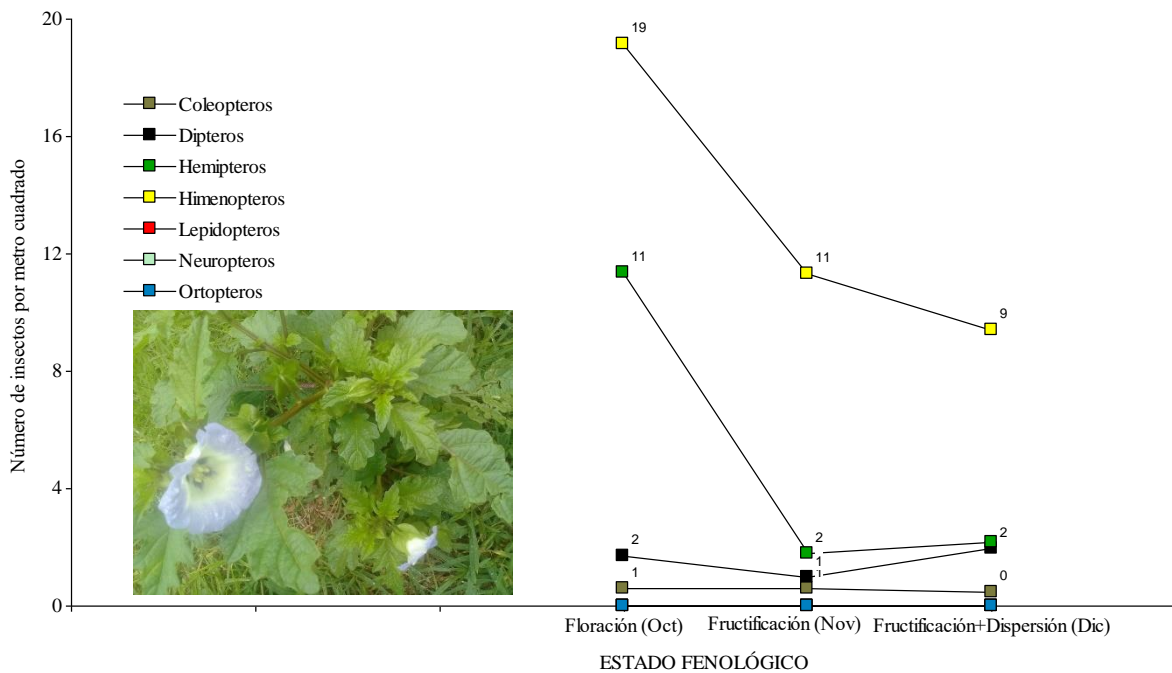 Número de insectos por metro cuadrado
20
16
12
8
4
0
Coleopteros
Dipteros
Hemipteros
Himenopteros
Lepidopteros
Neuropteros
Ortopteros
19
11
9
11
2
2
2
1
1
1
0
Floración (Oct)
Fructificación (Nov)
Fructificación+Dispersión (Dic)
ESTADO FENOLÓGICO